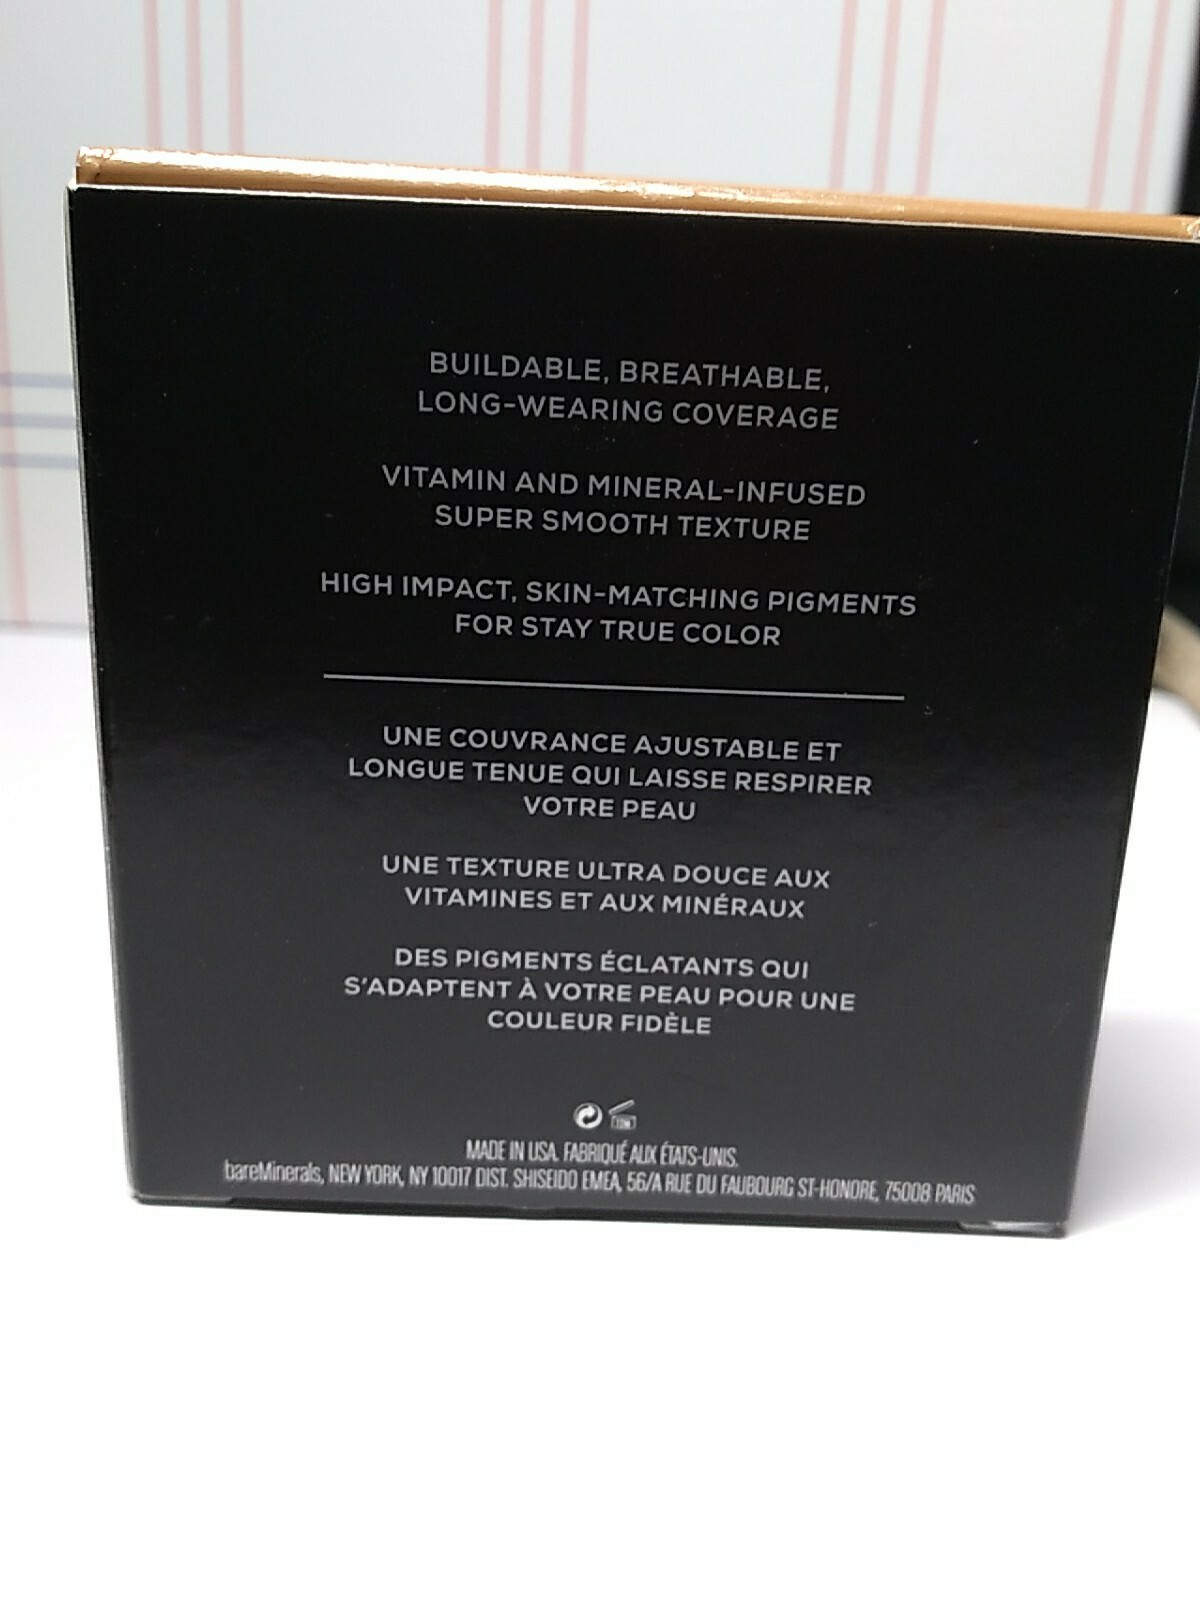 BUILDABLE, BREATHABLE,
LONG-WEARING COVERAGE
VITAMIN AND MINERAL-INFUSED
SUPER SMOOTH TEXTURE
HIGH IMPACT, SKIN-MATCHING PIGMENTS
FOR STAY TRUE COLOR
UNE COUVRANCE AJUSTABLE ET
LONGUE TENUE QUI LAISSE RESPIRER
VOTRE PEAU
UNE TEXTURE ULTRA DOUCE AUX
VITAMINES ET AUX MINÉRAUX
DES PIGMENTS ÉCLATANTS QUI
S'ADAPTENT À VOTRE PEAU POUR UNE
COULEUR FIDÈLE
MADE IN USA. FABRIQUÉ AUX ÉTATS-UNIS.
bareMinerals, NEW YORK, NY 10017 DIST. SHISEIDO EMEA, 56/A RUE DU FAUBOURG ST-HONORE, 75008 PARIS